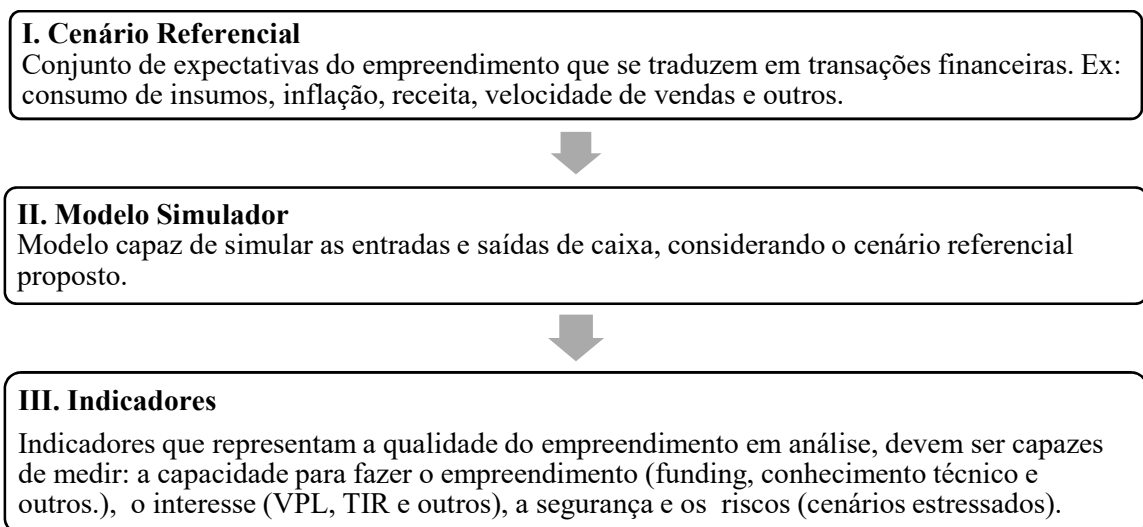 I. Cenário Referencial
Conjunto de expectativas do empreendimento que se traduzem em transações financeiras. Ex:
consumo de insumos, inflação, receita, velocidade de vendas e outros.
II. Modelo Simulador
Modelo capaz de simular as entradas e saídas de caixa, considerando o cenário referencial
proposto.
III. Indicadores
Indicadores que representam a qualidade do empreendimento em análise, devem ser capazes
de medir: a capacidade para fazer o empreendimento (funding, conhecimento técnico e
outros.), o interesse (VPL, TIR e outros), a segurança e os riscos (cenários estressados).